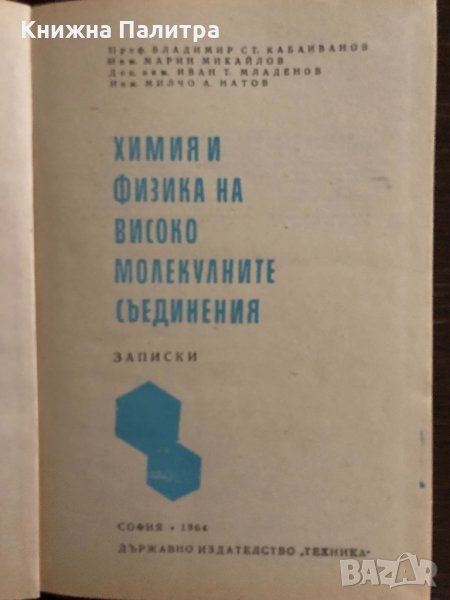 Книжна Палитра
Проф. ВЛАДИМИР СТ. КАБАИВАНОВ
Инж. МАРИН МИХАЙЛОВ
Доц. инж. ИВАН Т. МЛАДЕНОВ
Инж. МИЛЧО А. НАТОВ
ХИМИЯ И
ФИЗИКА НА
ВИСОКО
МОЛЕКУЛНИТЕ
СЪЕДИНЕНИЯ
ЗАПИСКИ
СОФИЯ • 1964
ДЪРЖАВНО ИЗДАТЕЛСТВО „ТЕХНИКА"
BAZAR